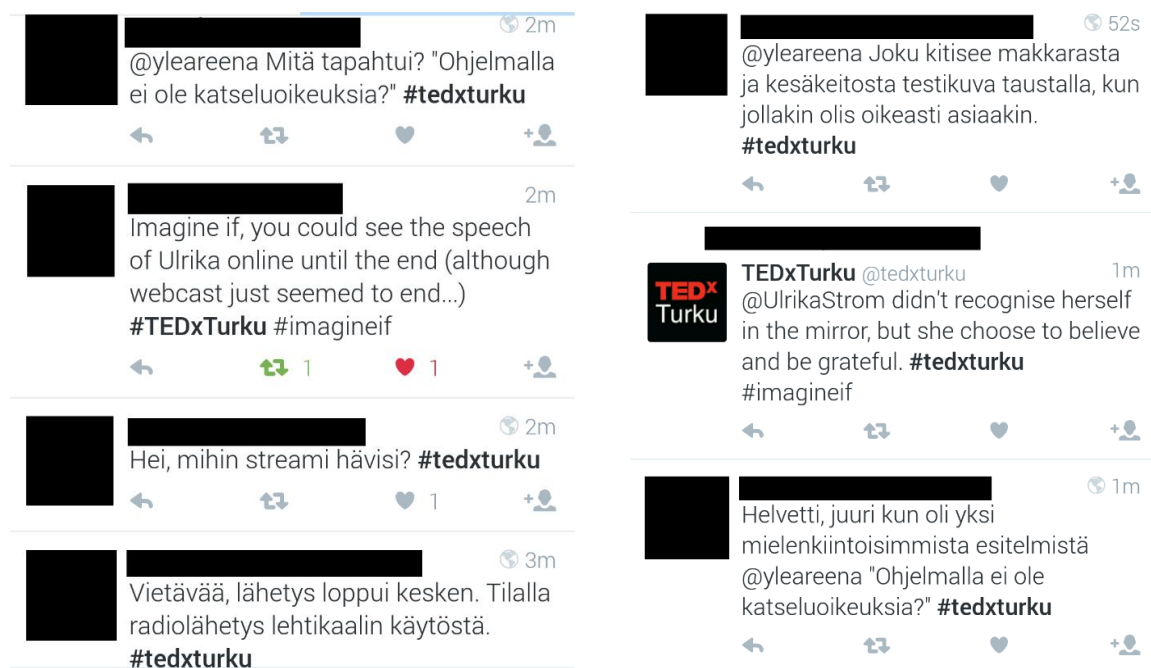 2m
@yleareena Mitä tapahtui? "Ohjelmalla
ei ole katseluoikeuksia?" #tedxturku
2m
Imagine if, you could see the speech
of Ulrika online until the end (although
webcast just seemed to end...)
#TEDxTurku #imagineif
1 1
2m
Hei, mihin streami hävisi? #tedxturku
1
3m
Vietävää, lähetys loppui kesken. Tilalla
radiolähetys lehtikaalin käytöstä.
#tedxturku
52s
@yleareena Joku kitisee makkarasta
ja kesäkeitosta testikuva taustalla, kun
jollakin olis oikeasti asiaakin.
#tedxturku
TEDx
Turku
TEDxTurku @tedxturku 1m
@UlrikaStrom didn't recognise herself
in the mirror, but she choose to believe
and be grateful. #tedxturku
#imagineif
1m
Helvetti, juuri kun oli yksi
mielenkiintoisimmista esitelmistä
@yleareena "Ohjelmalla ei ole
katseluoikeuksia?" #tedxturku